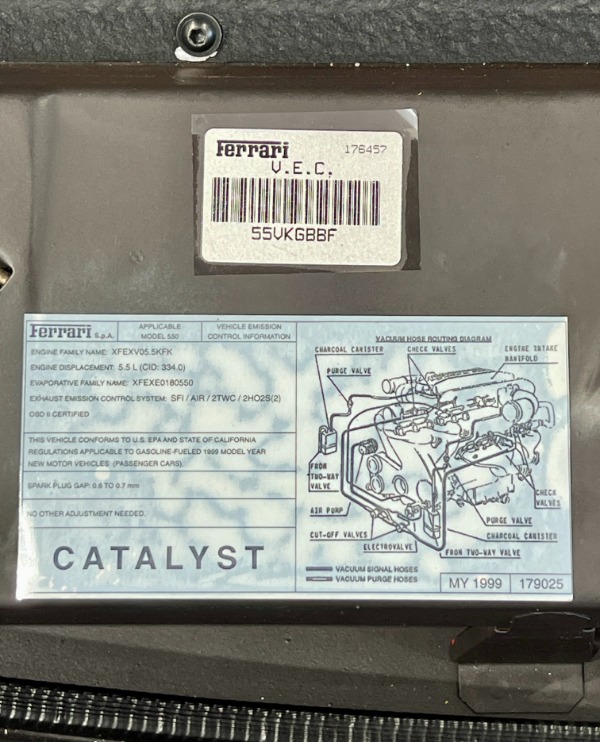 Ferrari 176457
V.E.C.
55VKGBBF
Ferrari S.p.A.
APPLICABLE
MODEL 550
VEHICLE EMISSION
CONTROL INFORMATION
ENGINE FAMILY NAME: XFEXV05.5KFK
ENGINE DISPLACEMENT: 5.5 L (CID: 334.0)
EVAPORATIVE FAMILY NAME: XFEXE0180550
EXHAUST EMISSION CONTROL SYSTEM: SFI / AIR / 2TWC / 2HO2S(2)
OBD II CERTIFIED
THIS VEHICLE CONFORMS TO U.S. EPA AND STATE OF CALIFORNIA
REGULATIONS APPLICABLE TO GASOLINE-FUELED 1999 MODEL YEAR
NEW MOTOR VEHICLES (PASSENGER CARS).
SPARK PLUG GAP: 0.6 TO 0.7 mm
NO OTHER ADJUSTMENT NEEDED.
CATALYST
VACUUM HOSE ROUTING DIAGRAM
CHARCOAL CANISTER
CHECK VALVES
ENGINE INTAKE
MANIFOLD
PURGE VALVE
FROM
TWO-WAY
VALVE
AIR PUMP
CUT-OFF VALVES
ELECTROVALVE
CHECK
VALVES
PURGE VALVE
CHARCOAL CANISTER
FROM TWO-WAY VALVE
VACUUM SIGNAL HOSES
VACUUM PURGE HOSES
MY 1999 179025